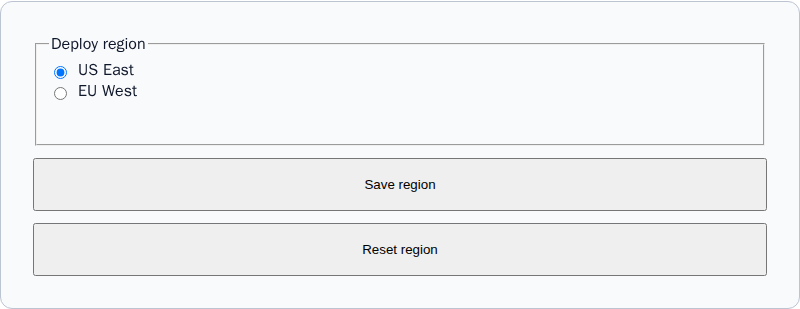 Deploy region
US East
EU West
Save region
Reset region